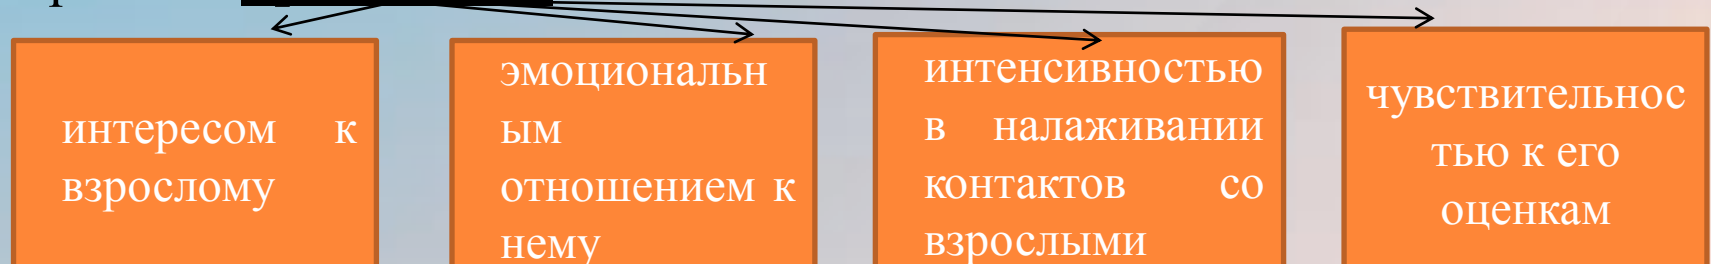 интересом к
взрослому
эмоциональн
ым
отношением к
нему
интенсивностью
в налаживании
контактов со
взрослыми
чувствительнос
тью к его
оценкам